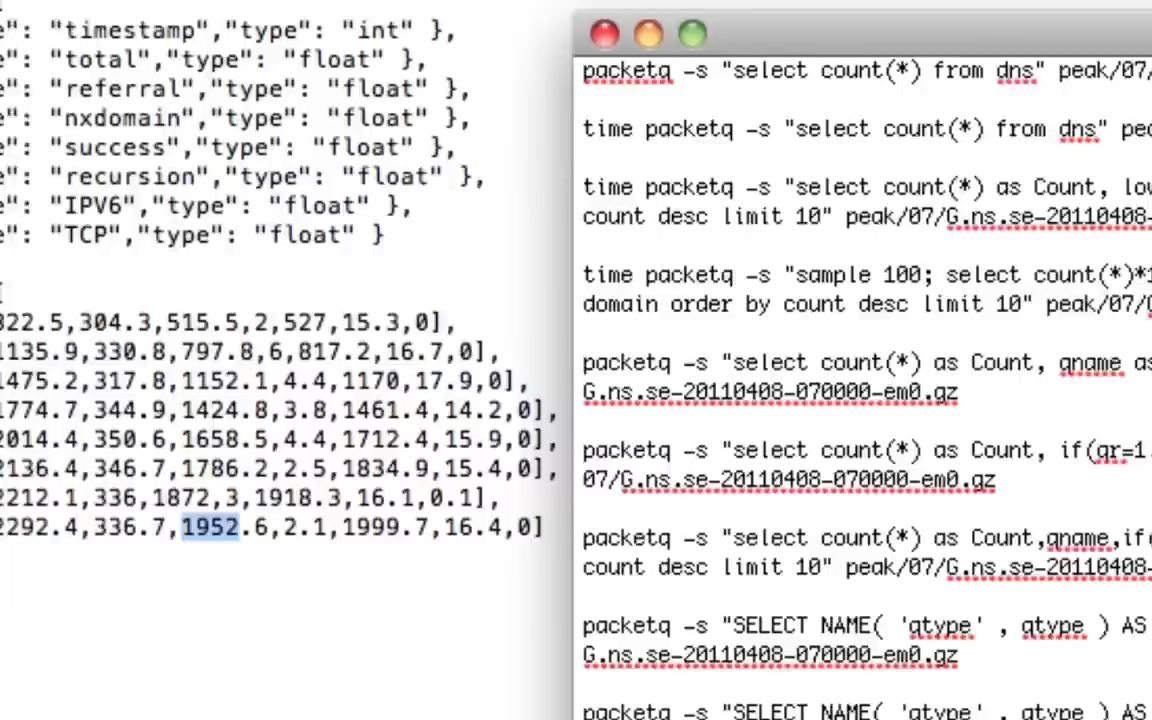 e": "timestamp","type": "int" },
e": "total","type": "float" },
e": "referral","type": "float" },
e": "nxdomain","type": "float" },
e": "success","type": "float" },
e": "recursion","type": "float" },
e": "IPV6","type": "float" },
e": "TCP","type": "float" }
[
322.5,304.3,515.5,2,527,15.3,0],
1135.9,330.8,797.8,6,817.2,16.7,0],
1475.2,317.8,1152.1,4.4,1170,17.9,0],
1774.7,344.9,1424.8,3.8,1461.4,14.2,0],
2014.4,350.6,1658.5,4.4,1712.4,15.9,0],
2136.4,346.7,1786.2,2.5,1834.9,15.4,0],
2212.1,336,1872,3,1918.3,16.1,0.1],
2292.4,336.7,1952.6,2.1,1999.7,16.4,0]
packetq -s "select count(*) from dns" peak/07/
time packetq -s "select count(*) from dns" pea
time packetq -s "select count(*) as Count, low
count desc limit 10" peak/07/G.ns.se-20110408-
time packetq -s "sample 100; select count(*)*1
domain order by count desc limit 10" peak/07/G
packetq -s "select count(*) as Count, qname as
G.ns.se-20110408-070000-em0.gz
packetq -s "select count(*) as Count, if(qr=1
07/G.ns.se-20110408-070000-em0.gz
packetq -s "select count(*) as Count,qname,if(
count desc limit 10" peak/07/G.ns.se-20110408-
packetq -s "SELECT NAME( 'qtype' , qtype ) AS
G.ns.se-20110408-070000-em0.gz
packetq -s "SELECT NAME( 'qtype' , qtype ) AS